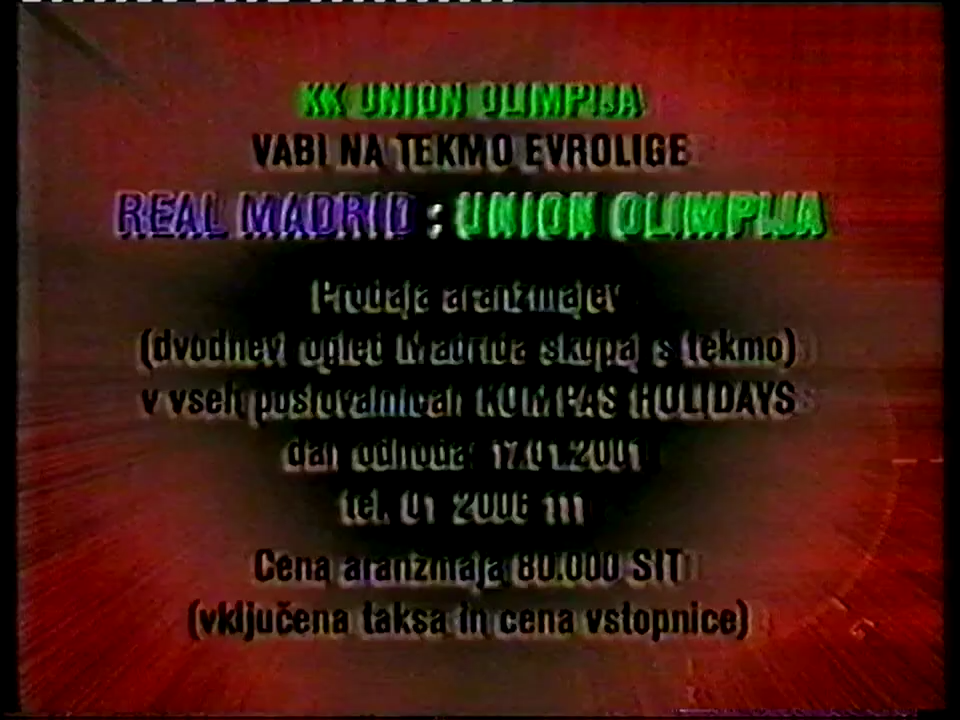 KK UNION OLIMPIJA
VABI NA TEKMO EVROLIGE
REAL MADRID : UNION OLIMPIJA
Prodaja aranžmajev
(dvodnevi ogled Madrida skupaj s tekmo)
v vseh poslovalnicah KOMPAS HOLIDAYS
dan odhoda: 17.01.2001
tel. 01 2006 111
Cena aranžmaja 80.000 SIT
(vključena taksa in cena vstopnice)